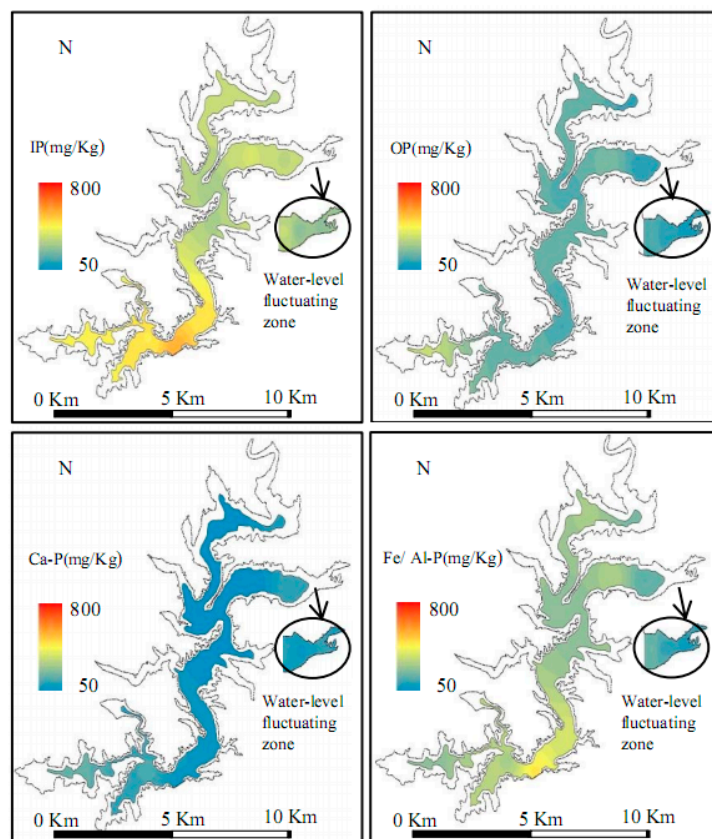 N
IP(mg/Kg)
800
50
Water-level
fluctuating
zone
0 Km 5 Km 10 Km
N
OP(mg/Kg)
800
50
Water-level
fluctuating
zone
0 Km 5 Km 10 Km
N
Ca-P(mg/Kg)
800
50
Water-level
fluctuating
zone
0 Km 5 Km 10 Km
N
Fe/ Al-P(mg/Kg)
800
50
Water-level
fluctuating
zone
0 Km 5 Km 10 Km